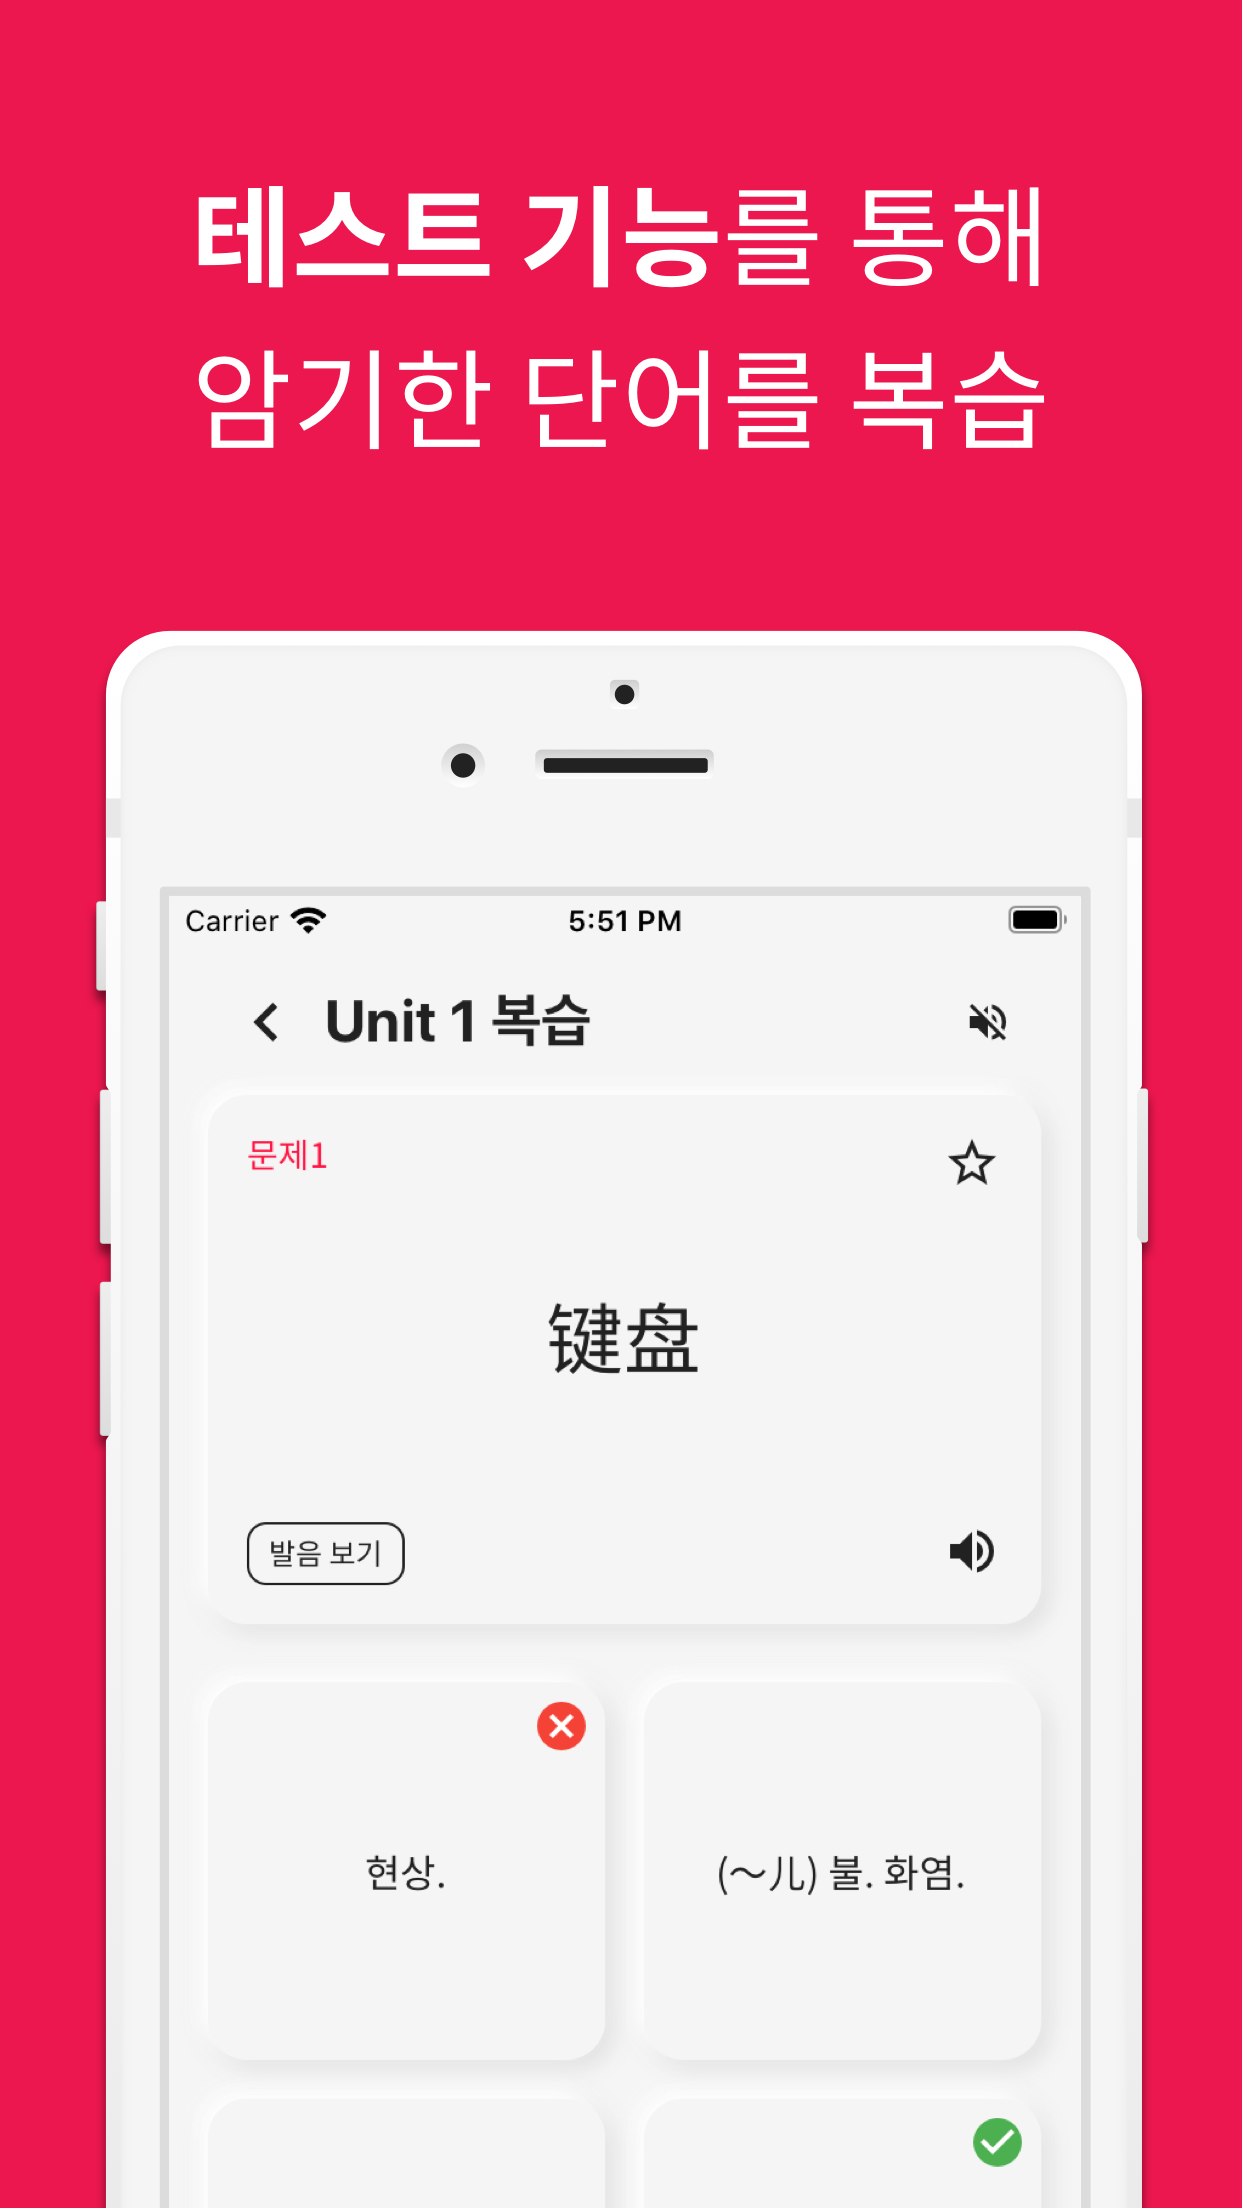 테스트 기능를 통해
암기한 단어를 복습
Carrier 5:51 PM
Unit 1 복습
문제1
键盘
발음 보기
현상.
(～儿) 불. 화염.